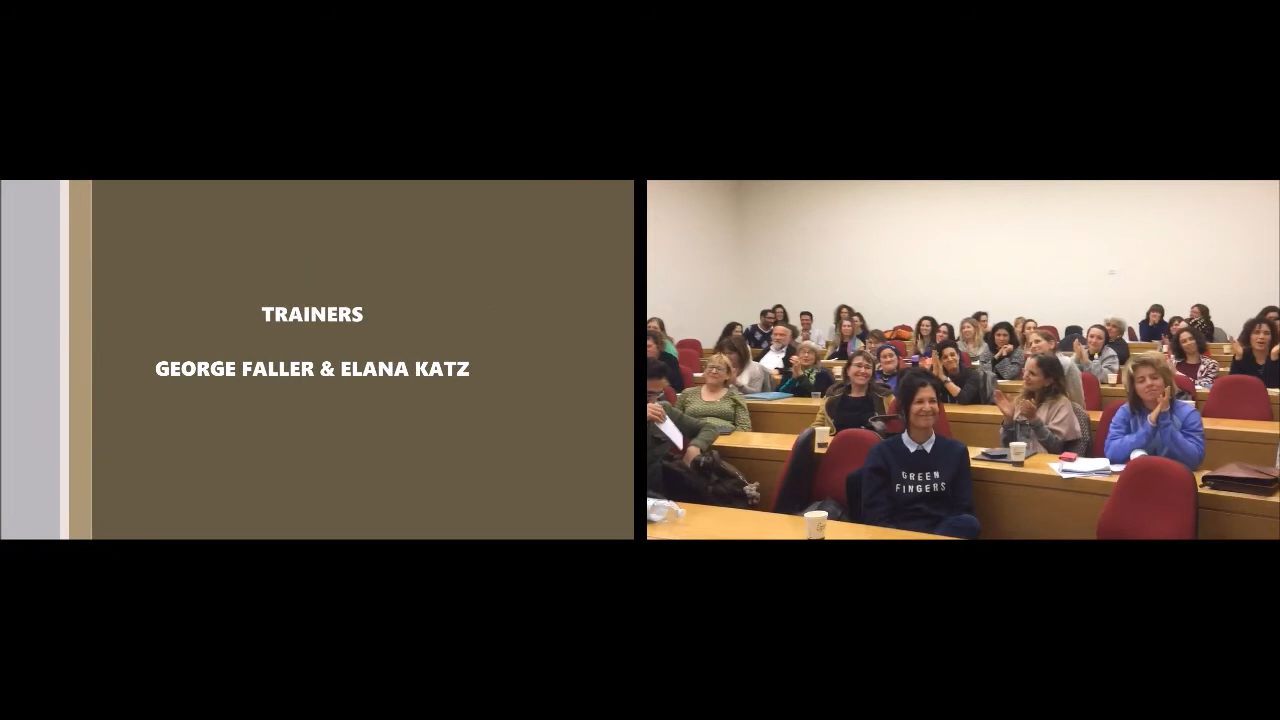 TRAINERS
GEORGE FALLER & ELANA KATZ
GREEN
FINGERS